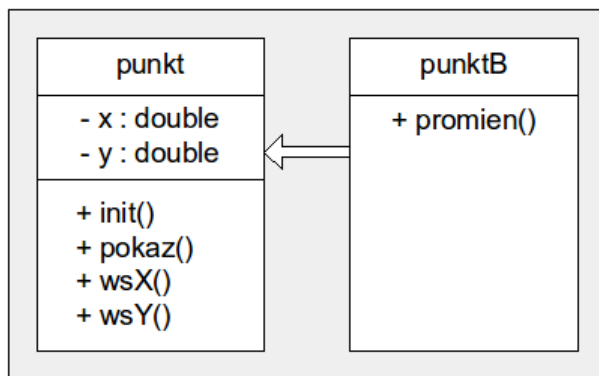 punkt
- x : double
- y : double
+ init()
+ pokaz()
+ wsX()
+ wsY()
punktB
+ promien()